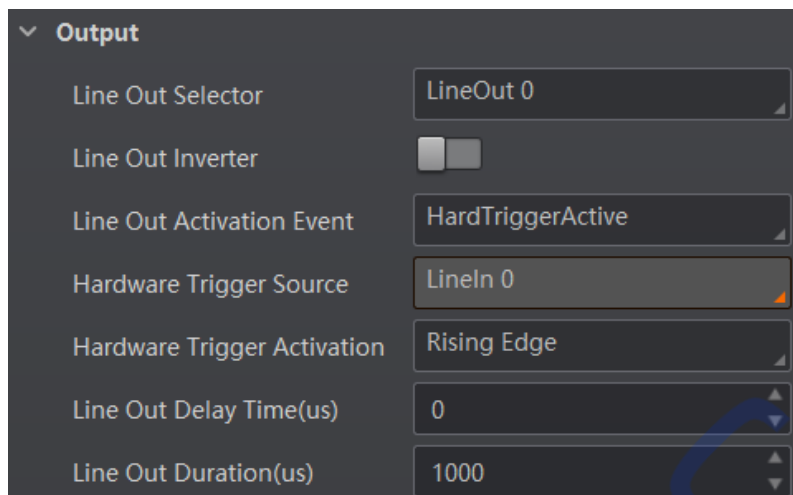 Output
Line Out Selector LineOut 0
Line Out Inverter
Line Out Activation Event HardTriggerActive
Hardware Trigger Source LineIn 0
Hardware Trigger Activation Rising Edge
Line Out Delay Time(us) 0
Line Out Duration(us) 1000